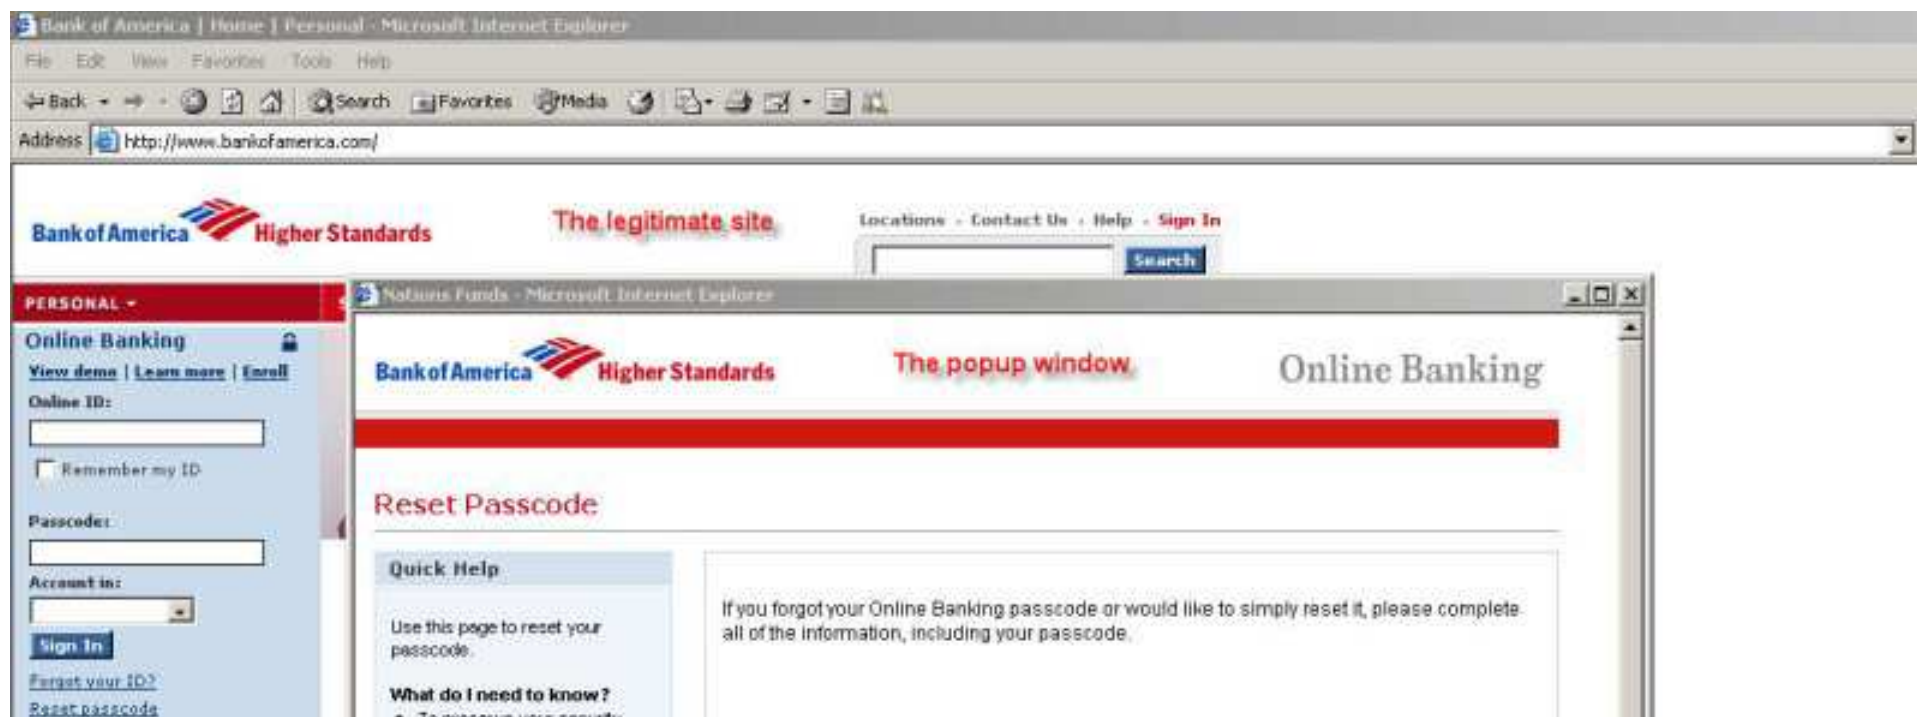 Bank of America | Home | Personal - Microsoft Internet Explorer
File Edit View Favorites Tools Help
Back Search Favorites Media
Address http://www.bankofamerica.com/
Bank of America Higher Standards
The legitimate site.
Locations - Contact Us - Help - Sign In
Search
PERSONAL
Nations Funds - Microsoft Internet Explorer
Online Banking
View demo | Learn more | Enroll
Online ID:
Remember my ID
Passcode:
Account in:
Sign In
Forgot your ID?
Reset passcode
Bank of America Higher Standards
The popup window.
Online Banking
Reset Passcode
Quick Help
Use this page to reset your
passcode.
What do I need to know?
If you forgot your Online Banking passcode or would like to simply reset it, please complete
all of the information, including your passcode.